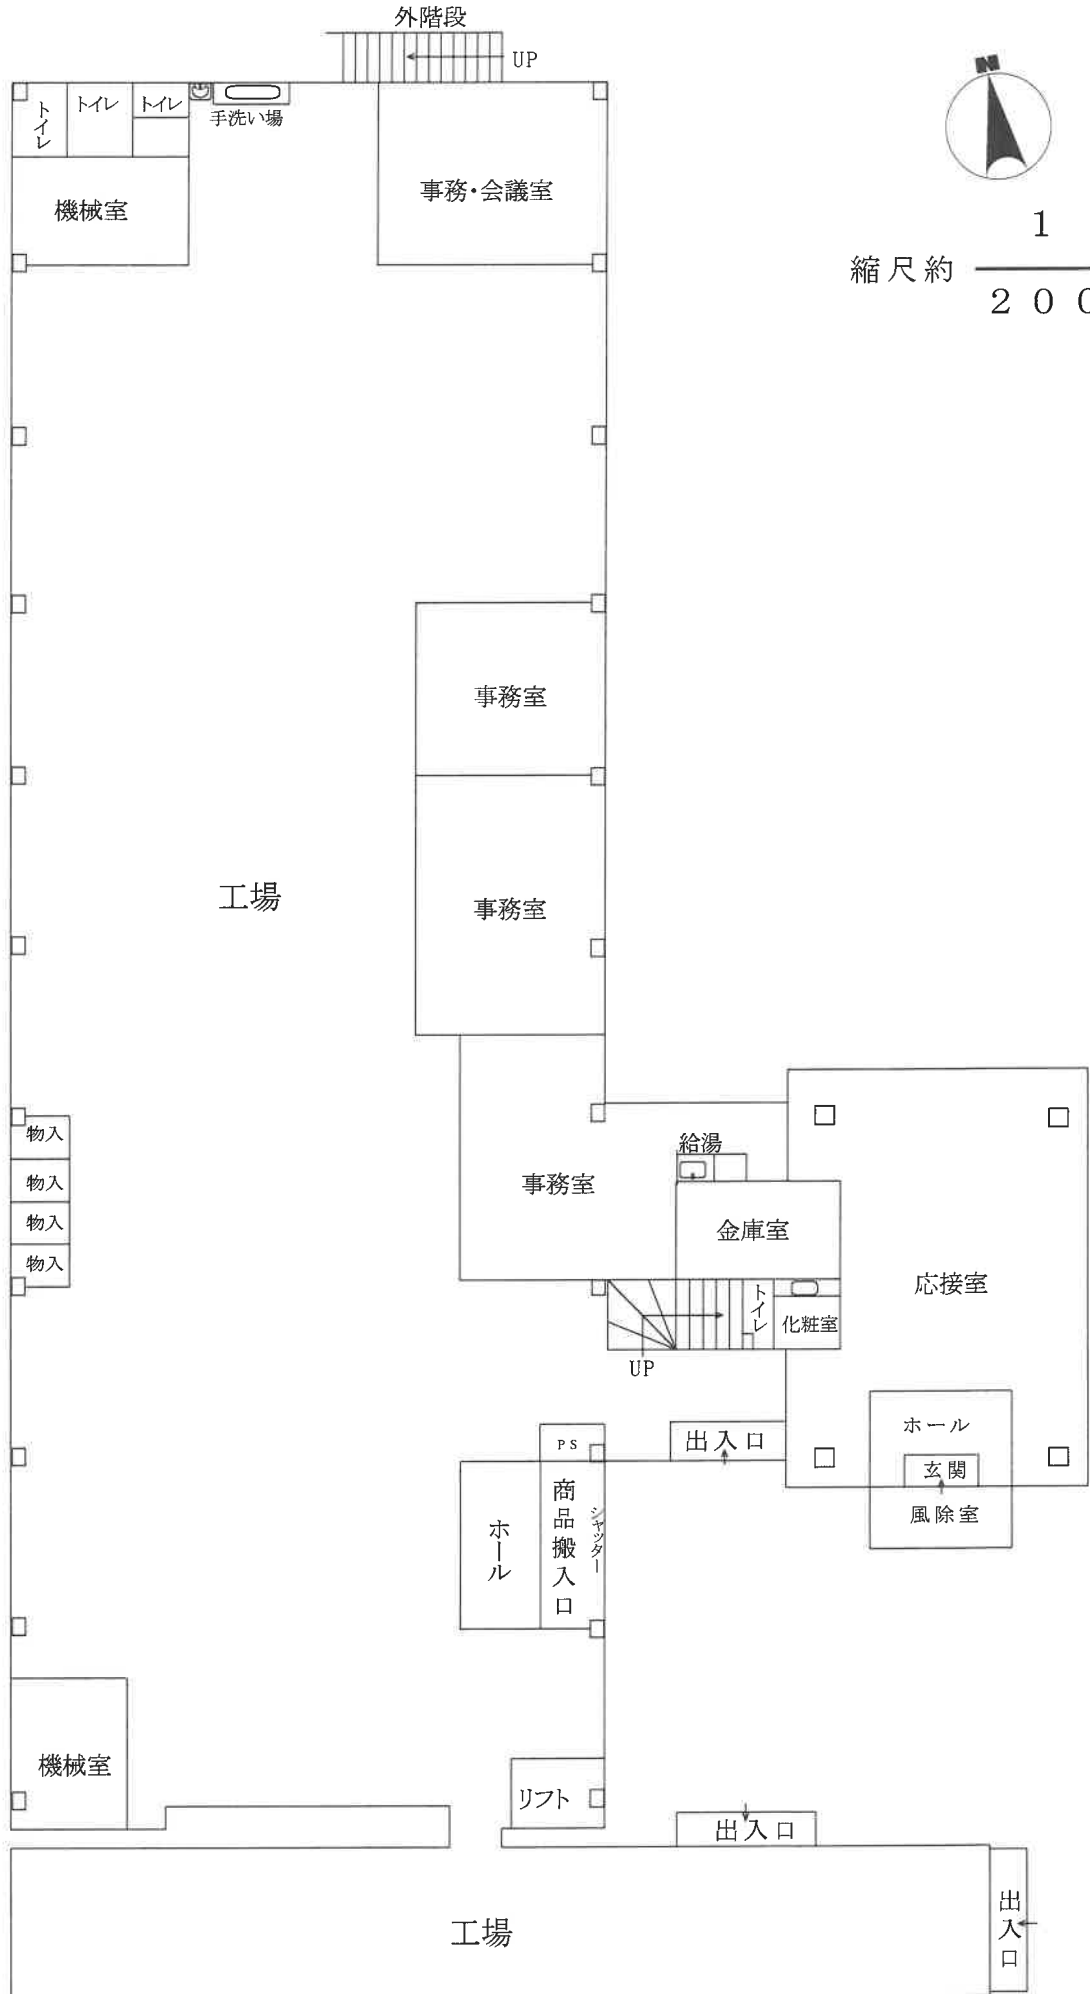 外階段
UP
N
トイレ
トイレ
トイレ
手洗い場
機械室
事務・会議室
縮尺約
1
200
事務室
工場
事務室
物入
物入
物入
物入
給湯
事務室
金庫室
応接室
トイレ
化粧室
UP
ホール
出入口
PS
玄関
風除室
商品搬入口
シャッター
ホール
機械室
リフト
出入口
出入口
工場